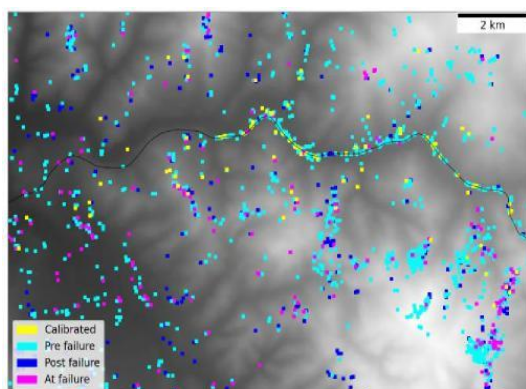 2 km
Calibrated
Pre failure
Post failure
At failure